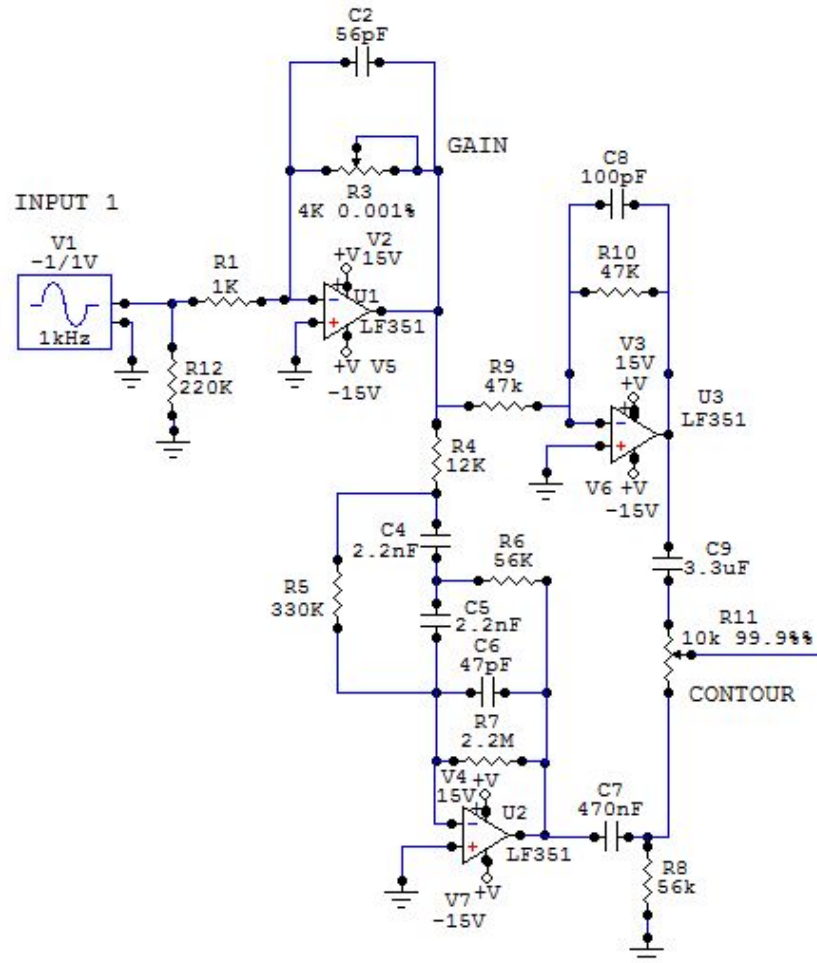 C2
56pF
GAIN
R3
4K 0.001%
C8
100pF
INPUT 1
V1
-1/1V
1kHz
R1
1K
V2
+V 15V
U1
LF351
+V V5
-15V
R12
220K
R10
47K
R9
47k
V3
15V
+V
U3
LF351
V6 +V
-15V
R4
12K
C4
2.2nF
R6
56K
C9
3.3uF
R5
330K
C5
2.2nF
C6
47pF
R11
10k 99.9%%
CONTOUR
R7
2.2M
V4 +V
15V
U2
LF351
C7
470nF
V7 +V
-15V
R8
56k